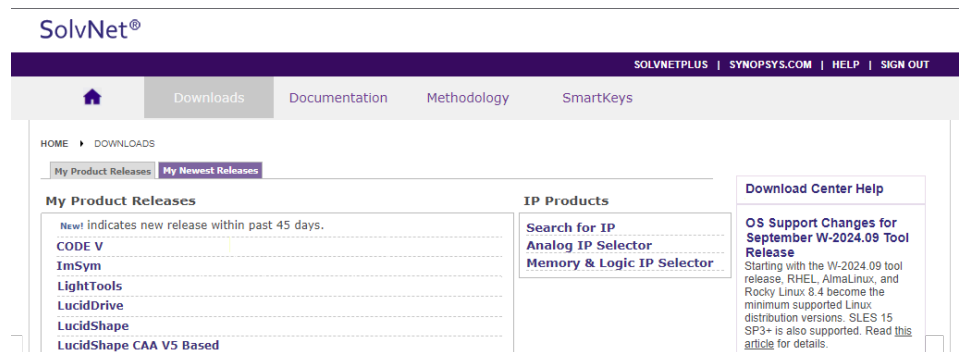 SolvNet®
SOLVNETPLUS | SYNOPSYS.COM | HELP | SIGN OUT
Downloads Documentation Methodology SmartKeys
HOME DOWNLOADS
My Product Releases My Newest Releases
My Product Releases
New! indicates new release within past 45 days.
CODE V
ImSym
LightTools
LucidDrive
LucidShape
LucidShape CAA V5 Based
IP Products
Search for IP
Analog IP Selector
Memory & Logic IP Selector
Download Center Help
OS Support Changes for
September W-2024.09 Tool
Release
Starting with the W-2024.09 tool
release, RHEL, AlmaLinux, and
Rocky Linux 8.4 become the
minimum supported Linux
distribution versions. SLES 15
SP3+ is also supported. Read this
article for details.